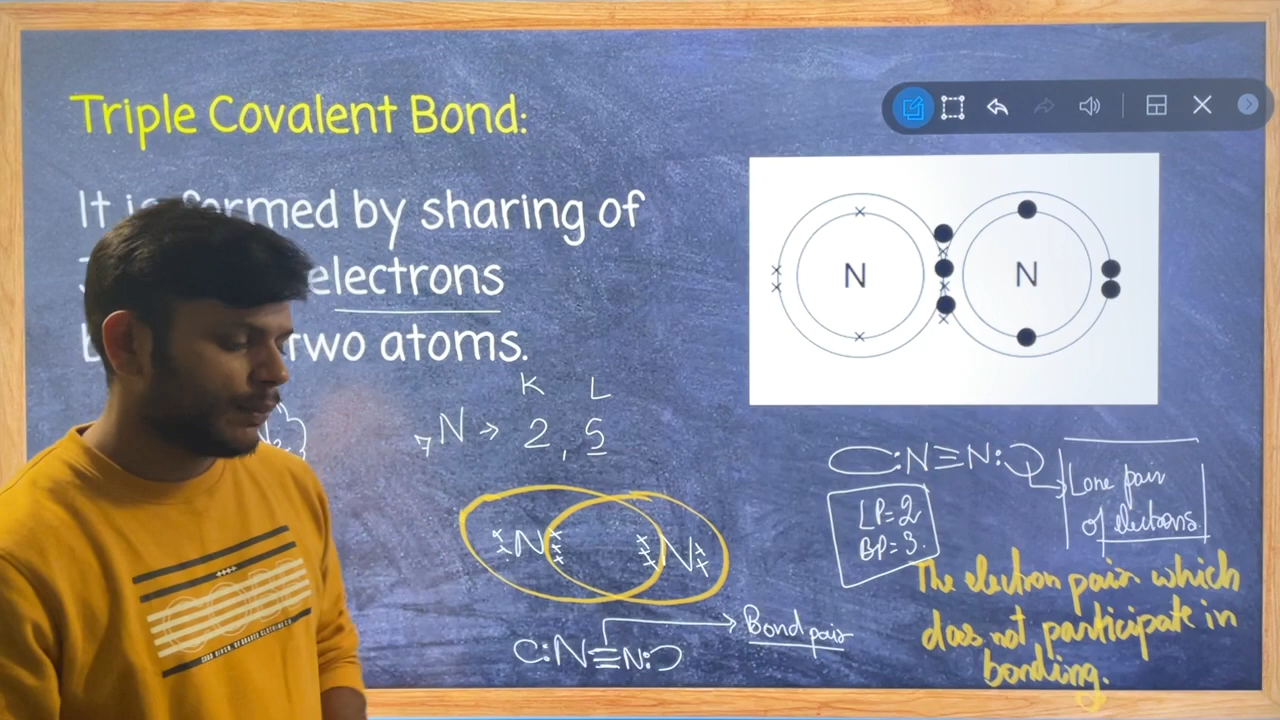 Triple Covalent Bond:
It is formed by sharing of
electrons
two atoms.
K L
₇N → 2, 5
N N
:N≡N:
Bond pair
N N
:N≡N:
Lone pair
of electrons.
LP=2
BP=3.
The electron pair which
does not participate in
bonding.